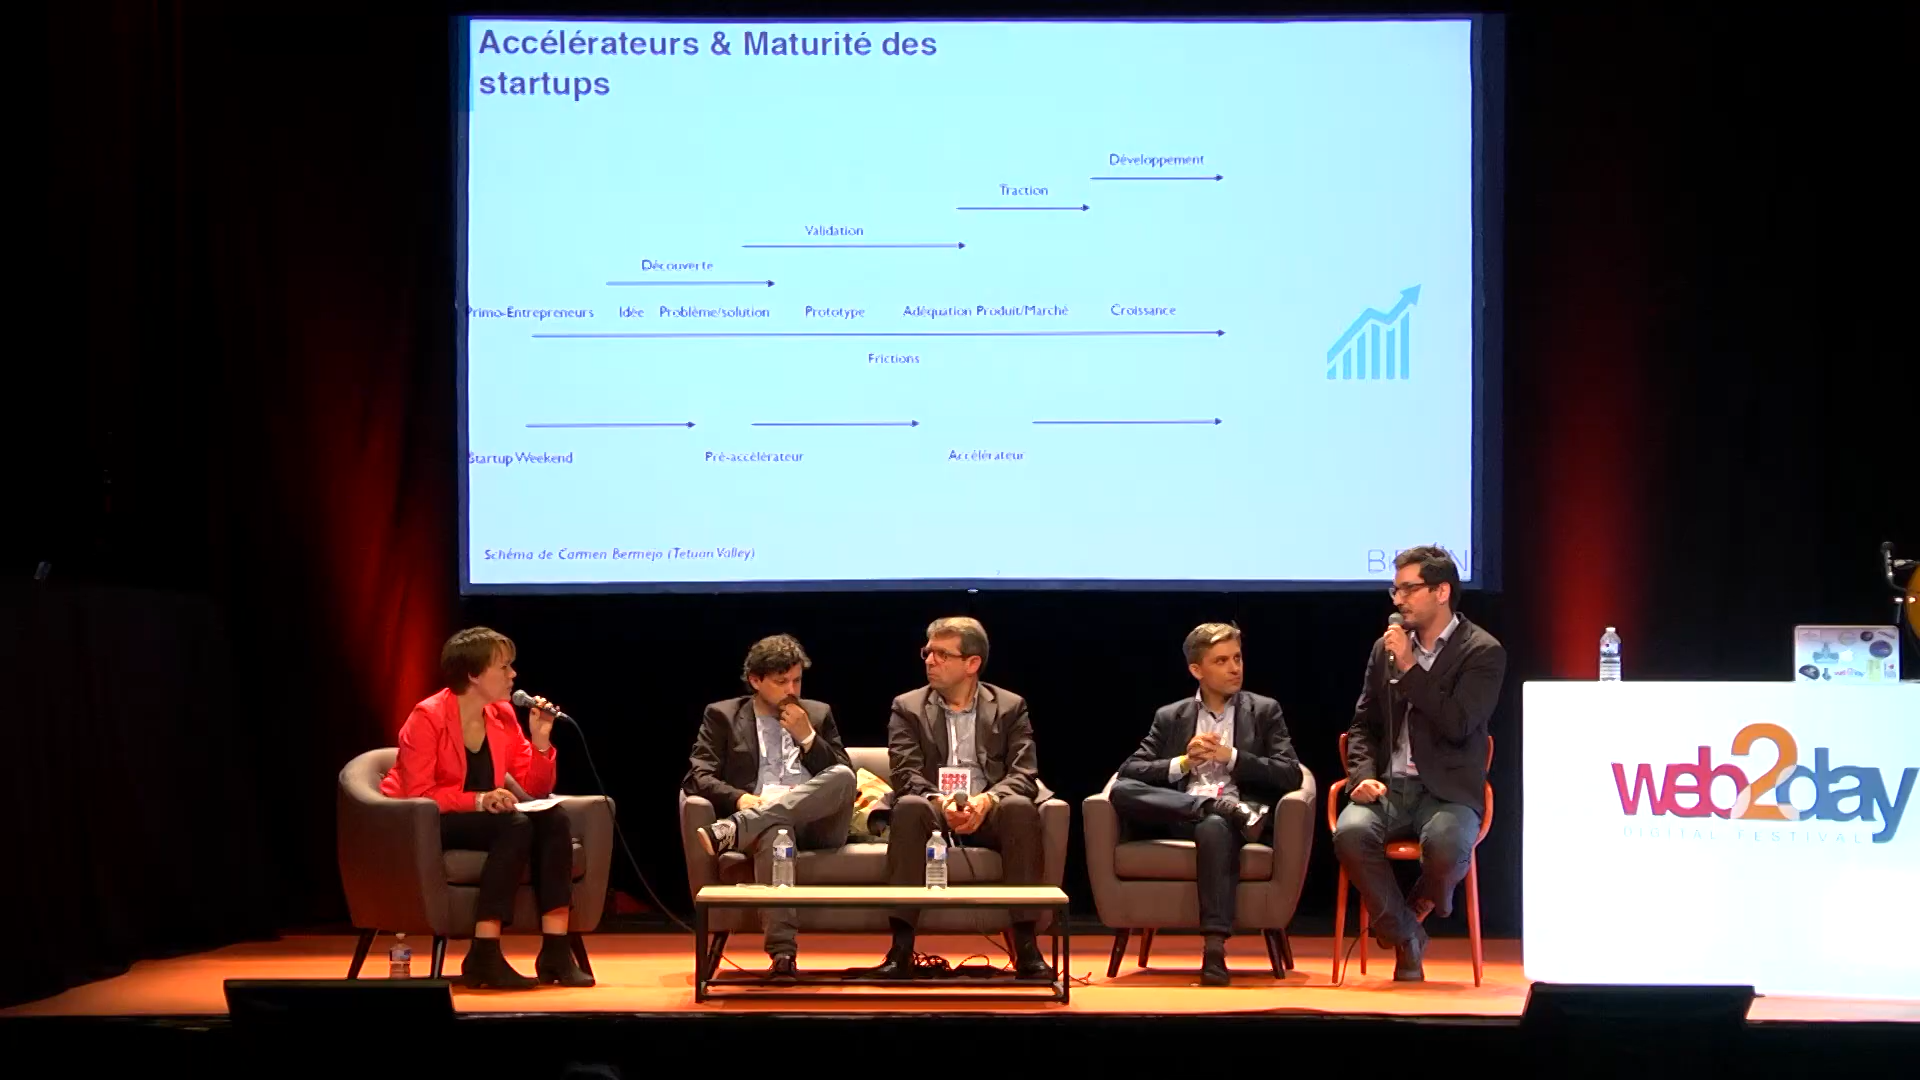 Accélérateurs & Maturité des
startups
Développement
Traction
Validation
Découverte
Primo-Entrepreneurs Idée Problème/solution Prototype Adéquation Produit/Marché Croissance
Frictions
Startup Weekend Pré-accélérateur Accélérateur
Schéma de Carmen Bermejo (Tetuan Valley)
web2day
DIGITAL FESTIVAL